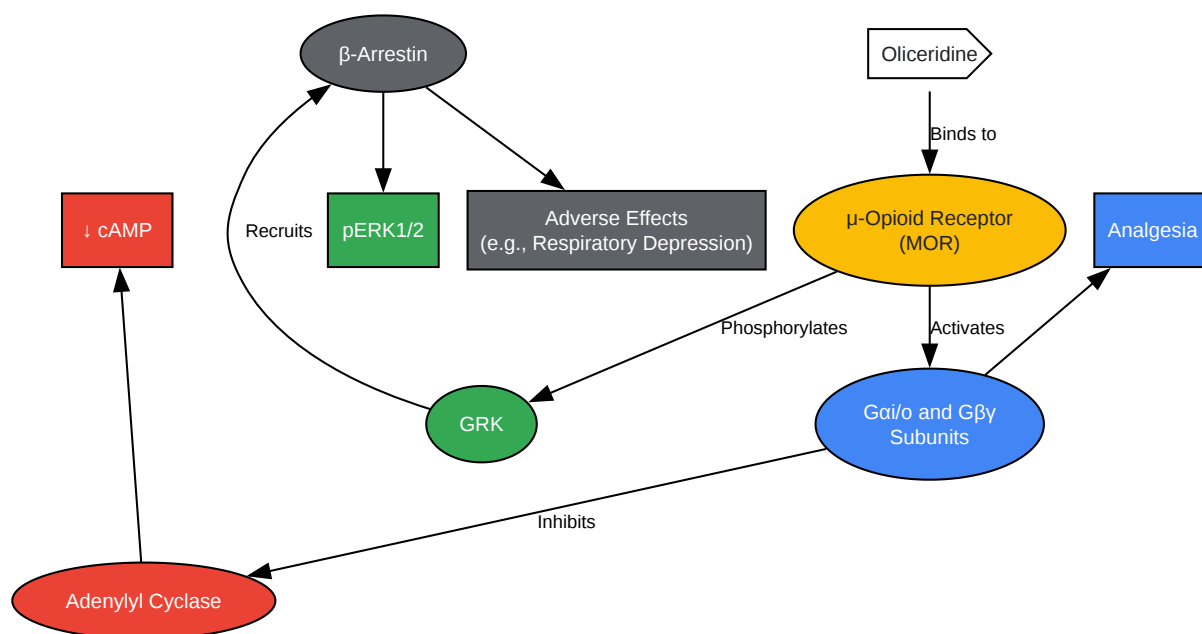 β-Arrestin
Oliceridine
Binds to
↓ cAMP
Recruits
pERK1/2
Adverse Effects
(e.g., Respiratory Depression)
μ-Opioid Receptor
(MOR)
Analgesia
Phosphorylates
Activates
GRK
Gαi/o and Gβγ
Subunits
Inhibits
Adenylyl Cyclase